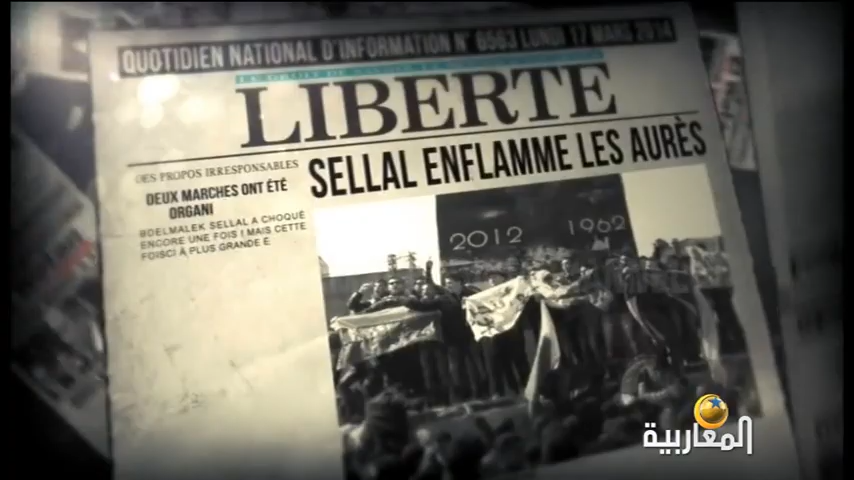 QUOTIDIEN NATIONAL D'INFORMATION N° 6563 LUNDI 17 MARS 2014
LIBERTE
DES PROPOS IRRESPONSABLES
DEUX MARCHES ONT ÉTÉ
ORGANI
BDELMALEK SELLAL A CHOQUÉ
ENCORE UNE FOIS ! MAIS CETTE
FOISCI À PLUS GRANDE É
SELLAL ENFLAMME LES AURÈS
2012 1962
المغاربية